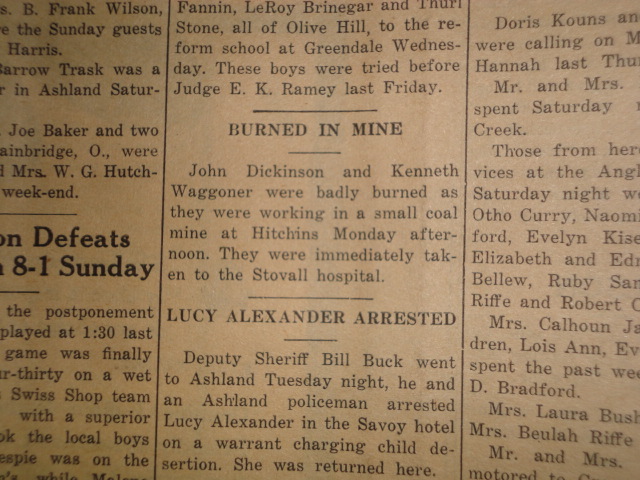 s. B. Frank Wilson,
re the Sunday guests
Harris.
Barrow Trask was a
r in Ashland Satur-
Joe Baker and two
ainbridge, O., were
d Mrs. W. G. Hutch-
week-end.
on Defeats
n 8-1 Sunday
the postponement
played at 1:30 last
game was finally
ur-thirty on a wet
Swiss Shop team
with a superior
ok the local boys
espie was on the
while
Fannin, LeRoy Brinegar and Thurl
Stone, all of Olive Hill, to the re-
form school at Greendale Wednes-
day. These boys were tried before
Judge E. K. Ramey last Friday.
BURNED IN MINE
John Dickinson and Kenneth
Waggoner were badly burned as
they were working in a small coal
mine at Hitchins Monday after-
noon. They were immediately tak-
en to the Stovall hospital.
LUCY ALEXANDER ARRESTED
Deputy Sheriff Bill Buck went
to Ashland Tuesday night, he and
an Ashland policeman arrested
Lucy Alexander in the Savoy hotel
on a warrant charging child de-
sertion. She was returned here.
Doris Kouns an
were calling on M
Hannah last Thu
Mr. and Mrs.
spent Saturday
Creek.
Those from her
vices at the Angl
Saturday night w
Otho Curry, Naomi
ford, Evelyn Kise
Elizabeth and Edn
Bellew, Ruby San
Riffe and Robert C
Mrs. Calhoun Ja
dren, Lois Ann, Ev
spent the past wee
D. Bradford.
Mrs. Laura Bush
Mrs. Beulah Riffe
Mr. and Mrs.
motored to